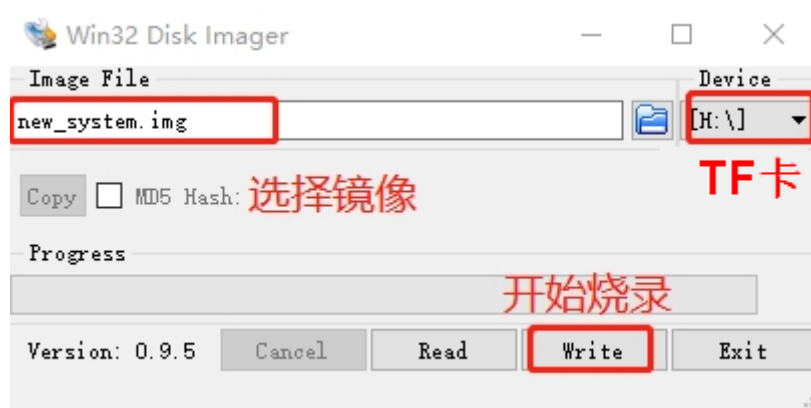 Win32 Disk Imager
Image File
Device
new_system.img
[H:\]
TF卡
Copy
MD5 Hash:
选择镜像
Progress
开始烧录
Version: 0.9.5
Cancel
Read
Write
Exit